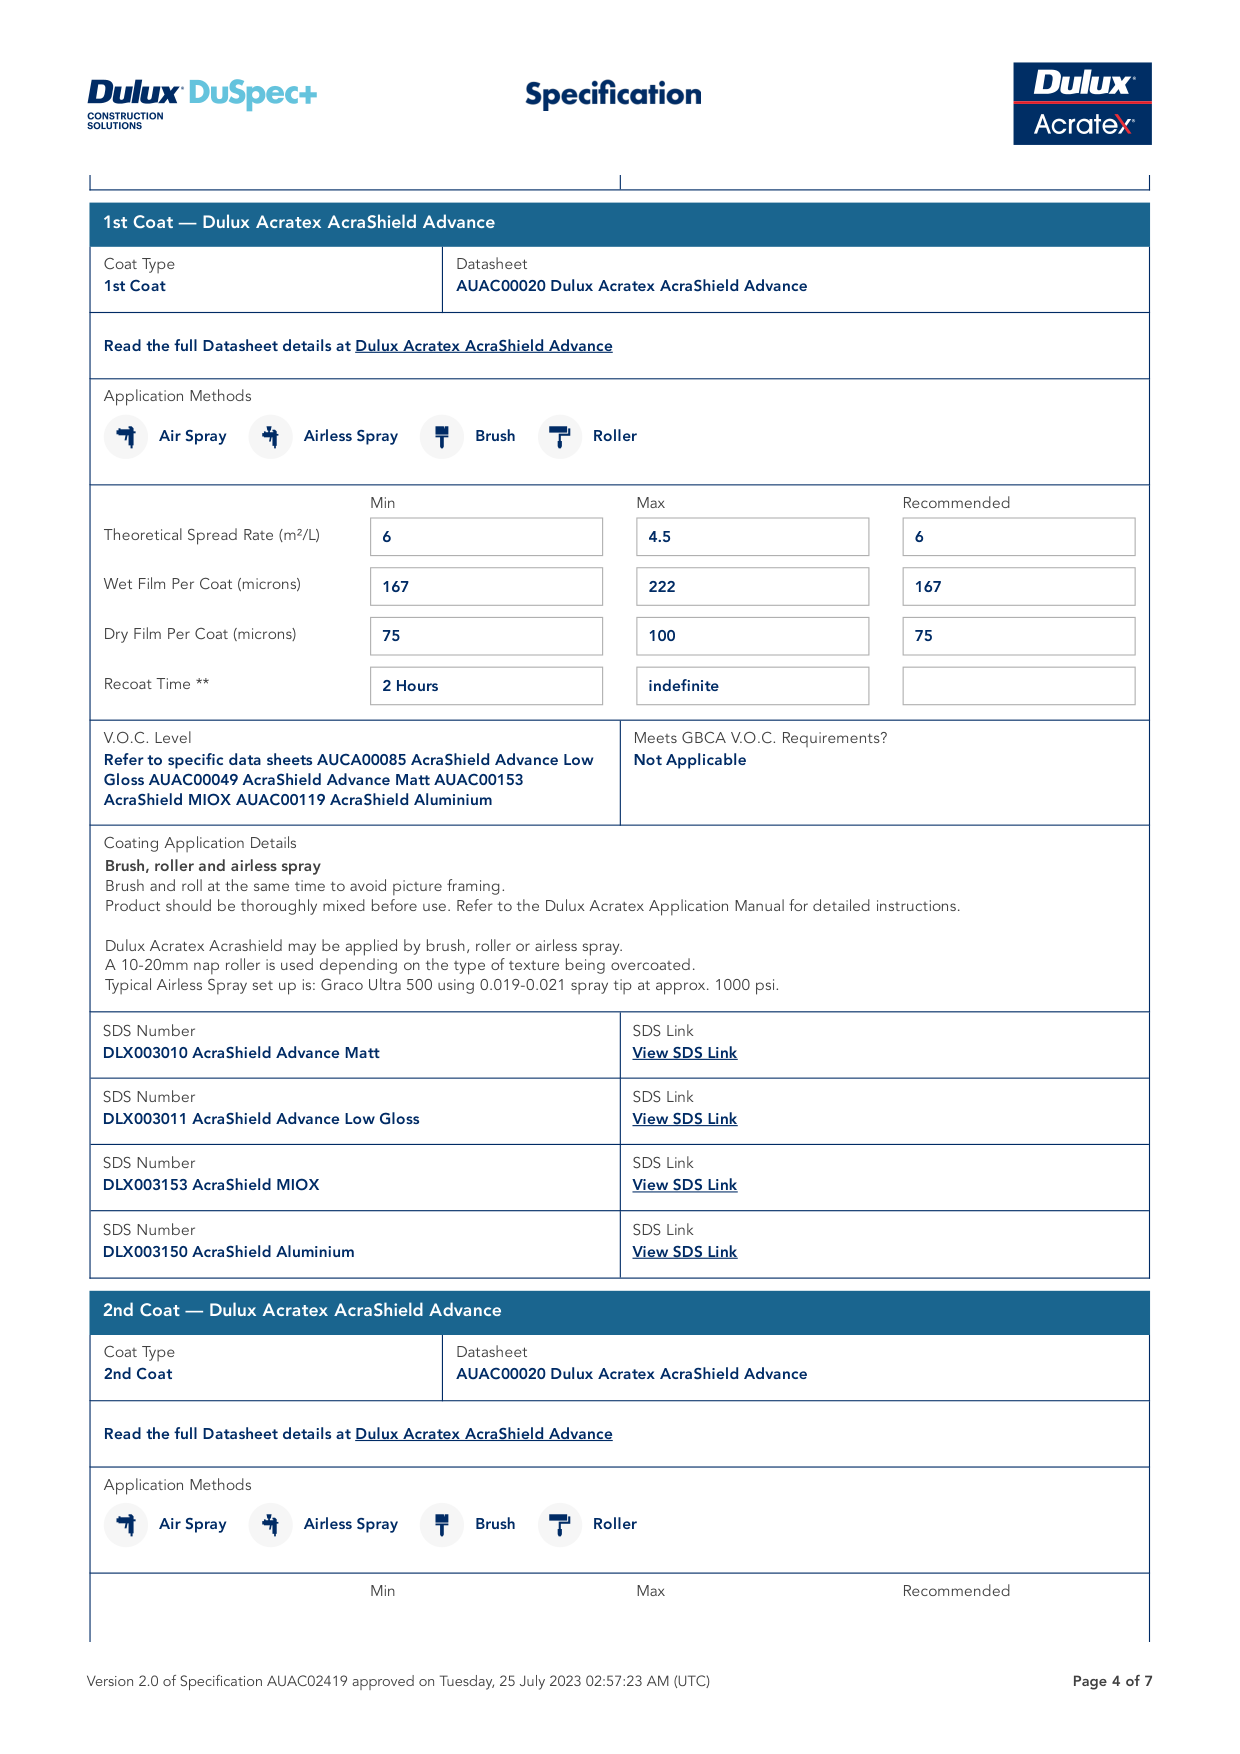 Dulux DuSpec+
CONSTRUCTION
SOLUTIONS
Specification
Dulux
Acratex
1st Coat — Dulux Acratex AcraShield Advance
Coat Type
1st Coat
Datasheet
AUAC00020 Dulux Acratex AcraShield Advance
Read the full Datasheet details at Dulux Acratex AcraShield Advance
Application Methods
Air Spray Airless Spray Brush Roller
Min Max Recommended
Theoretical Spread Rate (m²/L) 6 4.5 6
Wet Film Per Coat (microns) 167 222 167
Dry Film Per Coat (microns) 75 100 75
Recoat Time ** 2 Hours indefinite
V.O.C. Level
Refer to specific data sheets AUCA00085 AcraShield Advance Low
Gloss AUAC00049 AcraShield Advance Matt AUAC00153
AcraShield MIOX AUAC00119 AcraShield Aluminium
Meets GBCA V.O.C. Requirements?
Not Applicable
Coating Application Details
Brush, roller and airless spray
Brush and roll at the same time to avoid picture framing.
Product should be thoroughly mixed before use. Refer to the Dulux Acratex Application Manual for detailed instructions.
Dulux Acratex Acrashield may be applied by brush, roller or airless spray.
A 10-20mm nap roller is used depending on the type of texture being overcoated.
Typical Airless Spray set up is: Graco Ultra 500 using 0.019-0.021 spray tip at approx. 1000 psi.
SDS Number
DLX003010 AcraShield Advance Matt
SDS Link
View SDS Link
SDS Number
DLX003011 AcraShield Advance Low Gloss
SDS Link
View SDS Link
SDS Number
DLX003153 AcraShield MIOX
SDS Link
View SDS Link
SDS Number
DLX003150 AcraShield Aluminium
SDS Link
View SDS Link
2nd Coat — Dulux Acratex AcraShield Advance
Coat Type
2nd Coat
Datasheet
AUAC00020 Dulux Acratex AcraShield Advance
Read the full Datasheet details at Dulux Acratex AcraShield Advance
Application Methods
Air Spray Airless Spray Brush Roller
Min Max Recommended
Version 2.0 of Specification AUAC02419 approved on Tuesday, 25 July 2023 02:57:23 AM (UTC)
Page 4 of 7